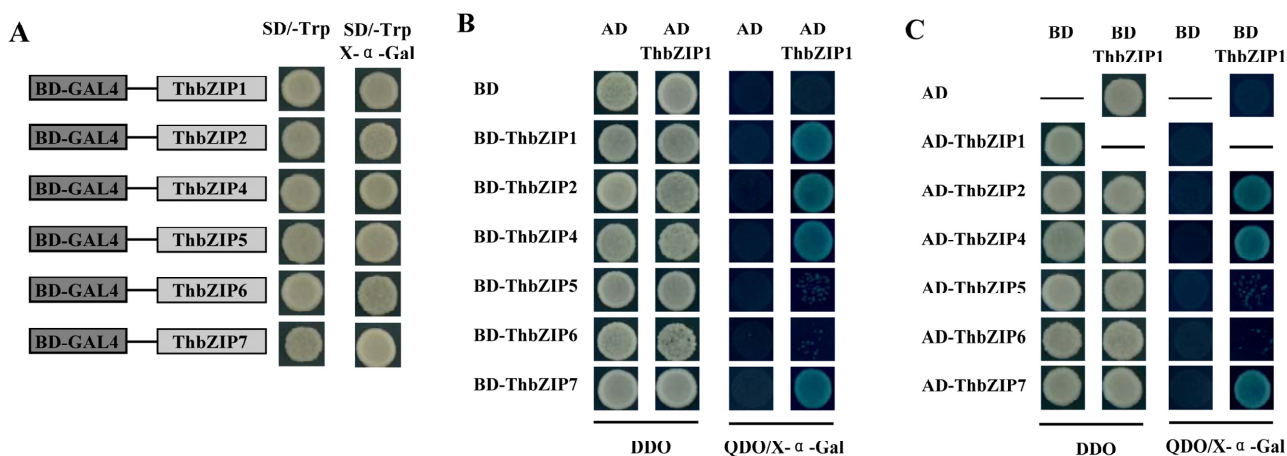 A
SD/-Trp SD/-Trp
X-α-Gal
BD-GAL4 ThbZIP1
BD-GAL4 ThbZIP2
BD-GAL4 ThbZIP4
BD-GAL4 ThbZIP5
BD-GAL4 ThbZIP6
BD-GAL4 ThbZIP7
B
AD AD AD AD
ThbZIP1 ThbZIP1
BD
BD-ThbZIP1
BD-ThbZIP2
BD-ThbZIP4
BD-ThbZIP5
BD-ThbZIP6
BD-ThbZIP7
DDO QDO/X-α-Gal
C
BD BD BD BD
ThbZIP1 ThbZIP1
AD
AD-ThbZIP1
AD-ThbZIP2
AD-ThbZIP4
AD-ThbZIP5
AD-ThbZIP6
AD-ThbZIP7
DDO QDO/X-α-Gal